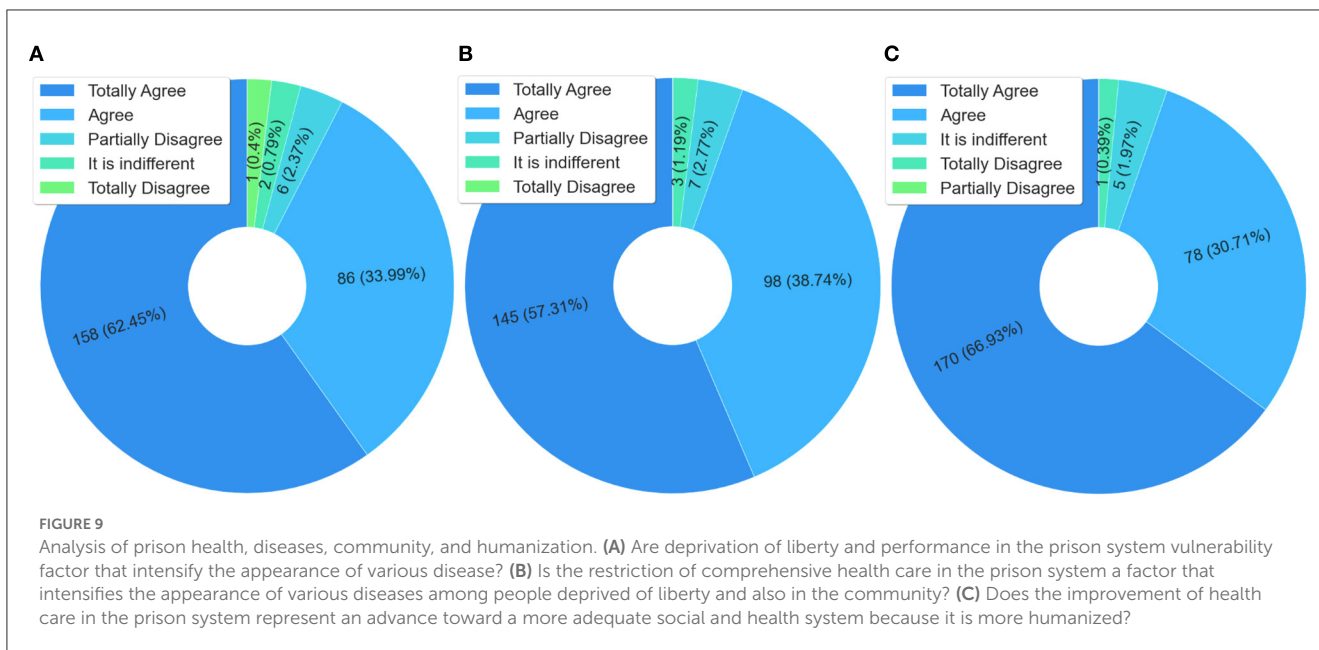 A
Totally Agree
Agree
Partially Disagree
It is indifferent
Totally Disagree
1 (0.4%)
2 (0.79%)
6 (2.37%)
86 (33.99%)
158 (62.45%)
B
Totally Agree
Agree
Partially Disagree
It is indifferent
Totally Disagree
3 (1.19%)
7 (2.77%)
98 (38.74%)
145 (57.31%)
C
Totally Agree
Agree
It is indifferent
Totally Disagree
Partially Disagree
1 (0.39%)
5 (1.97%)
78 (30.71%)
170 (66.93%)
FIGURE 9
Analysis of prison health, diseases, community, and humanization. (A) Are deprivation of liberty and performance in the prison system vulnerability
factor that intensify the appearance of various disease? (B) Is the restriction of comprehensive health care in the prison system a factor that
intensifies the appearance of various diseases among people deprived of liberty and also in the community? (C) Does the improvement of health
care in the prison system represent an advance toward a more adequate social and health system because it is more humanized?